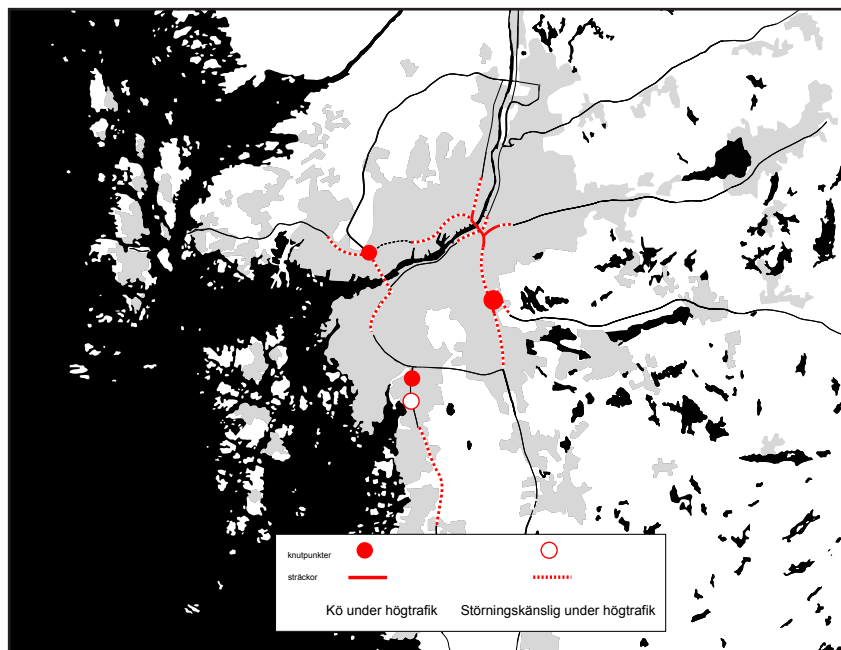 knutpunkter
sträckor
Kö under högtrafik Störningskänslig under högtrafik